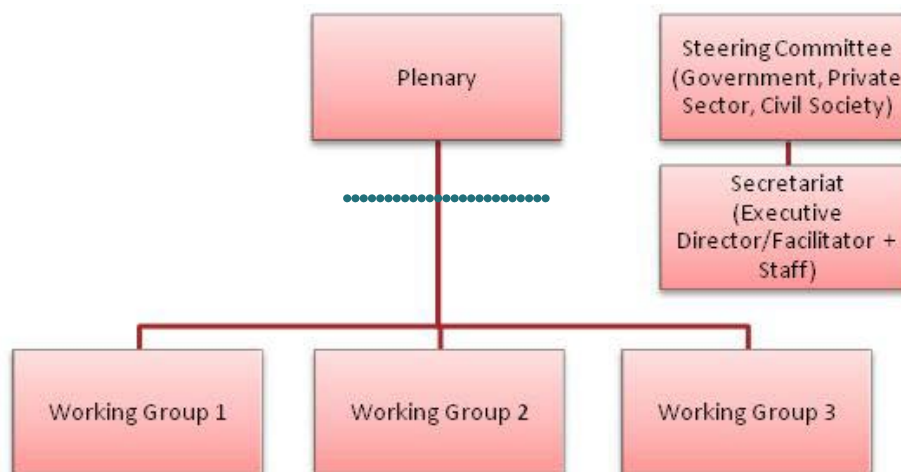 Plenary
Steering Committee
(Government, Private
Sector, Civil Society)
Secretariat
(Executive
Director/Facilitator +
Staff)
Working Group 1
Working Group 2
Working Group 3